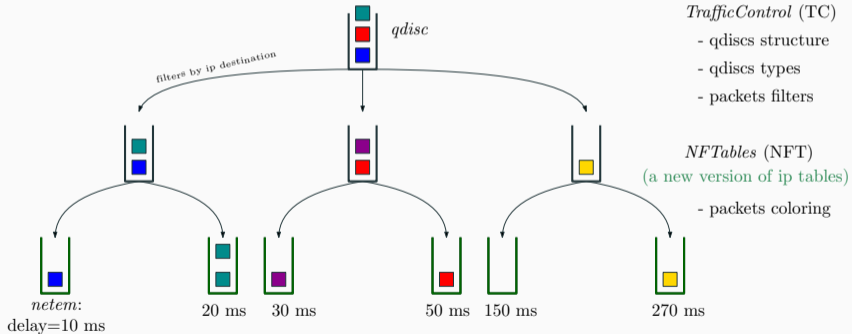 qdisc
filters by ip destination
TrafficControl (TC)
- qdiscs structure
- qdiscs types
- packets filters
NFTables (NFT)
(a new version of ip tables)
- packets coloring
netem:
delay=10 ms
20 ms
30 ms
50 ms
150 ms
270 ms